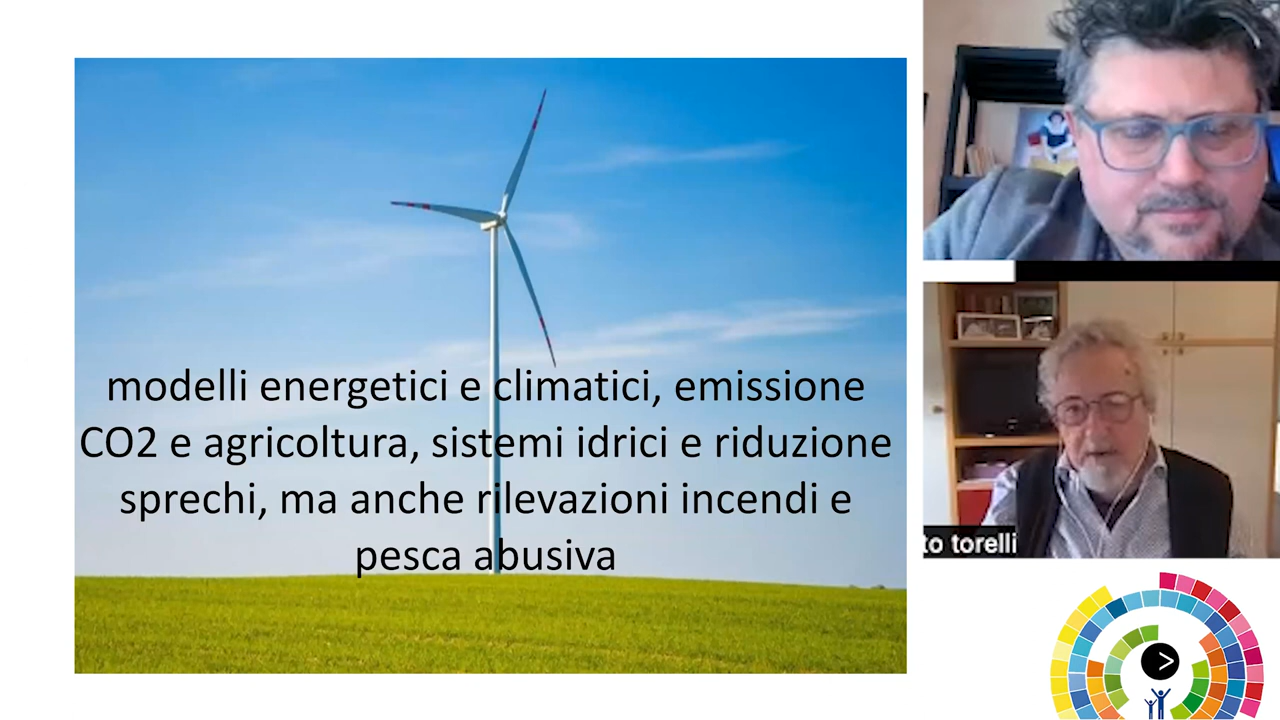 modelli energetici e climatici, emissione
CO2 e agricoltura, sistemi idrici e riduzione
sprechi, ma anche rilevazioni incendi e
pesca abusiva
to torelli